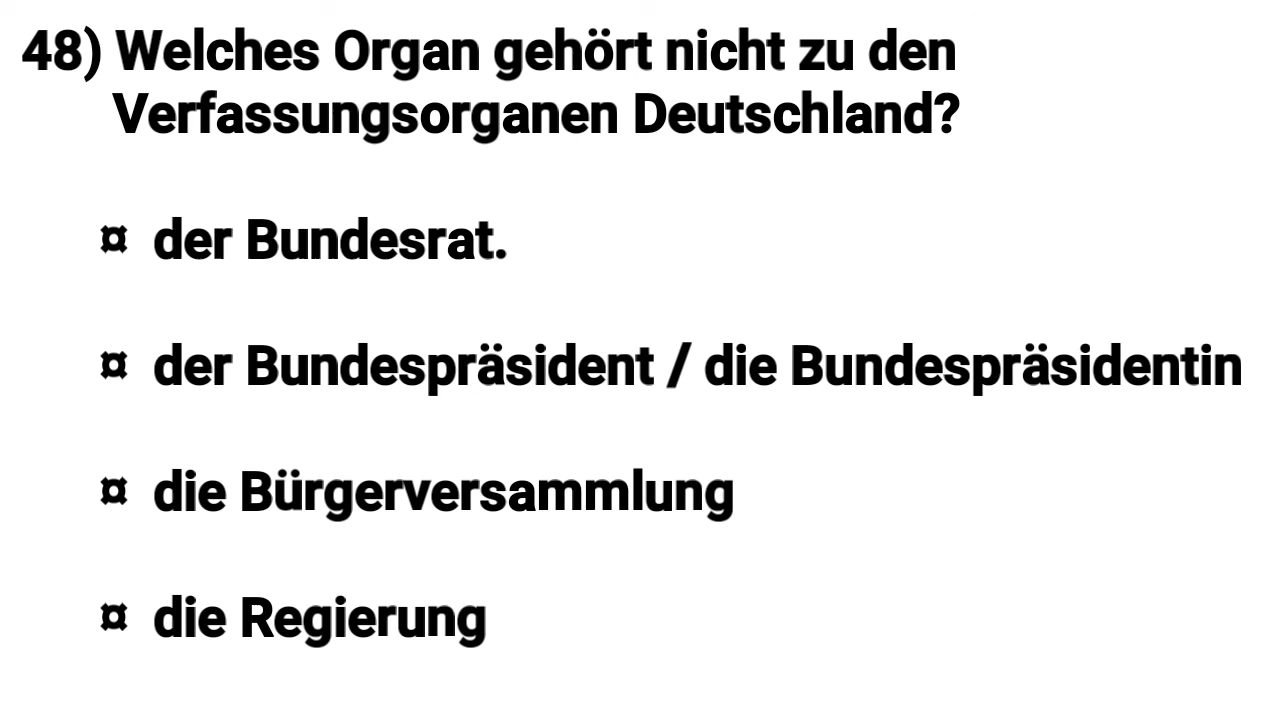 48) Welches Organ gehört nicht zu den
Verfassungsorganen Deutschland?
¤ der Bundesrat.
¤ der Bundespräsident / die Bundespräsidentin
¤ die Bürgerversammlung
¤ die Regierung